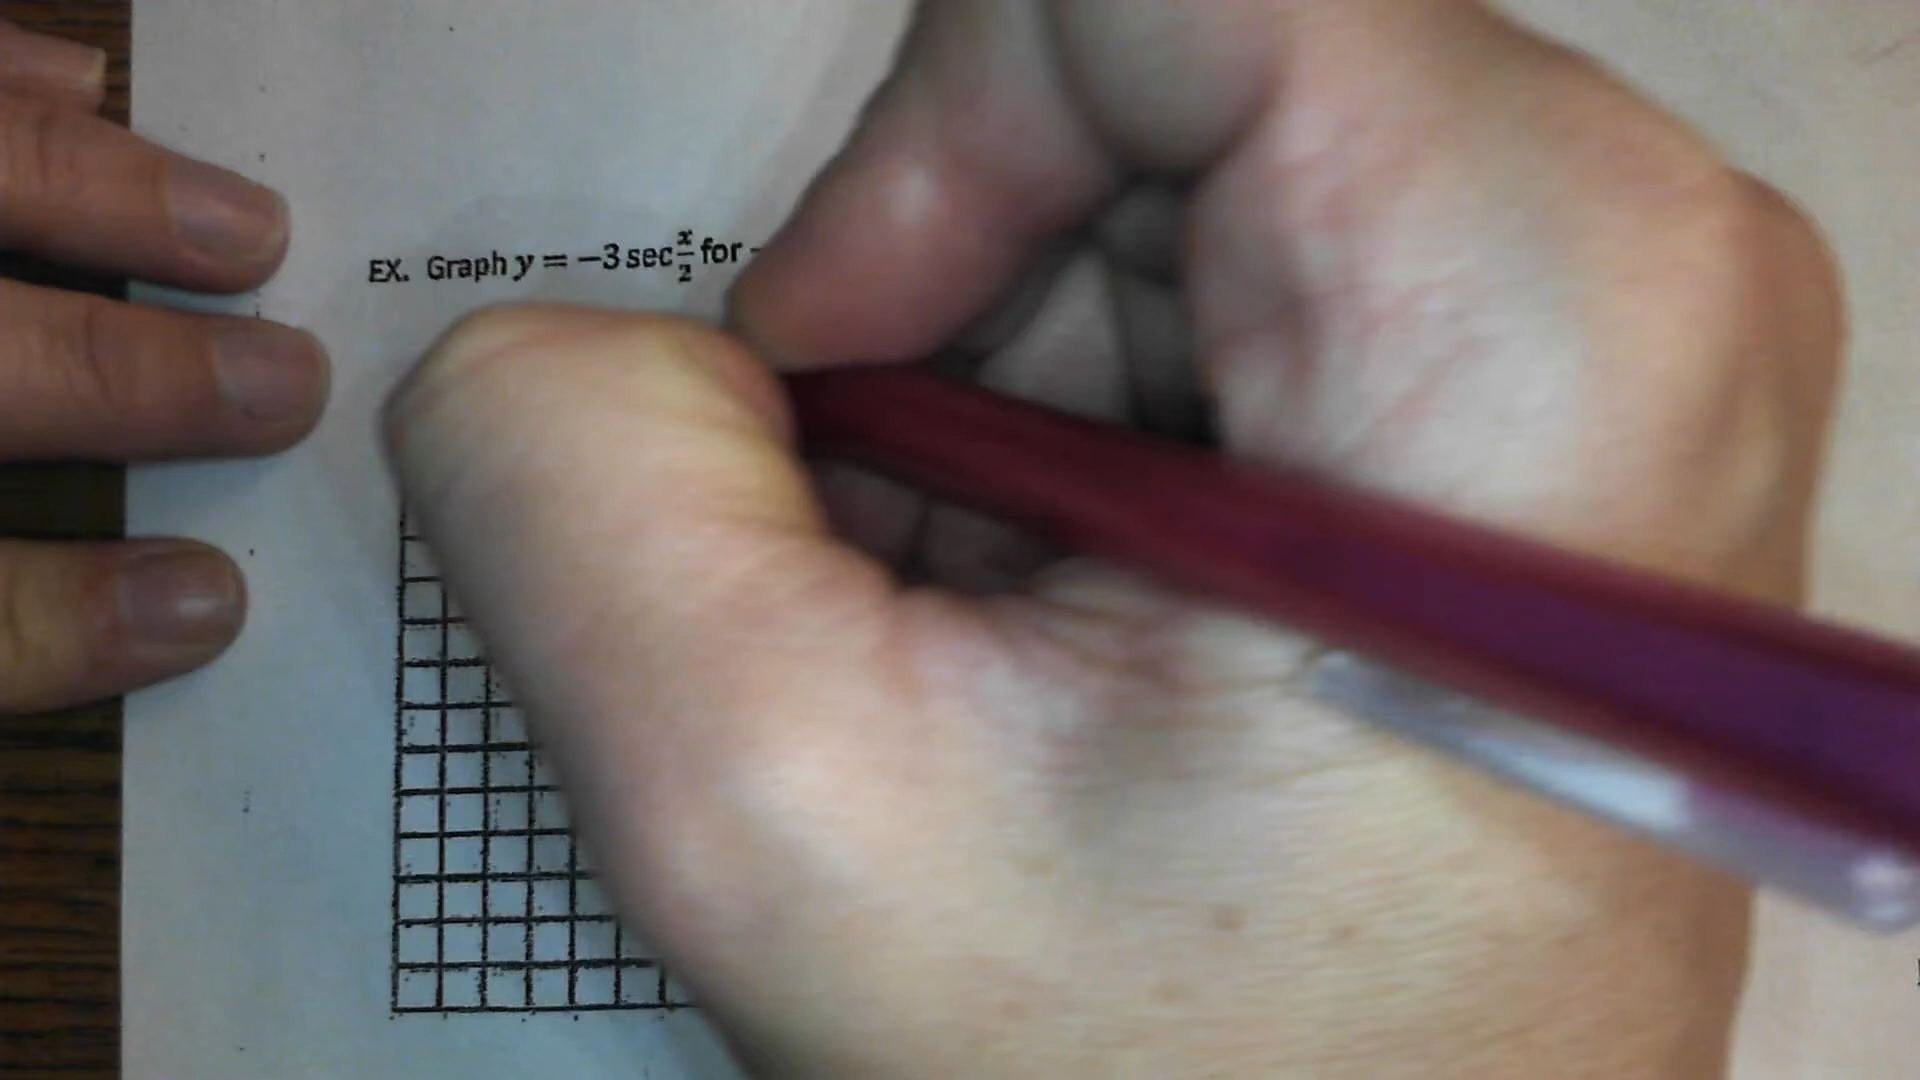 EX. Graph y = −3 sec x/2 for -